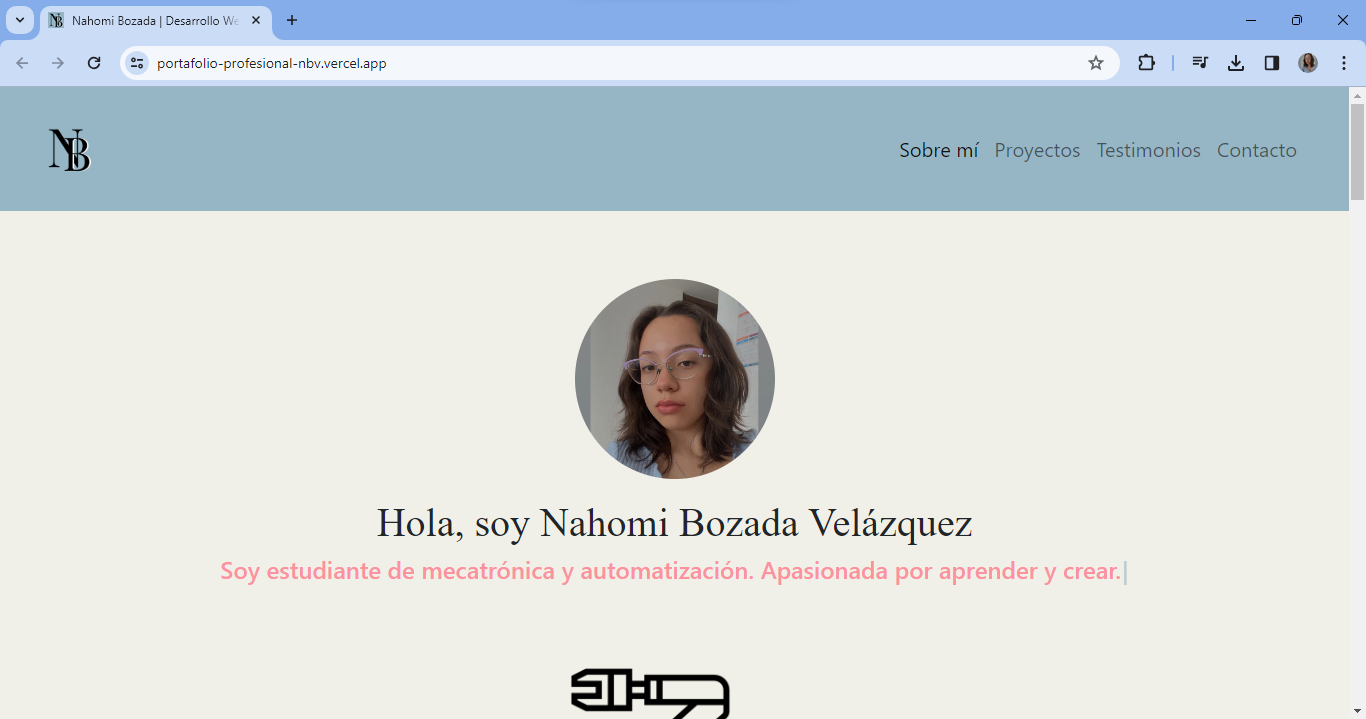 Nahomi Bozada | Desarrollo We
portafolio-profesional-nbv.vercel.app
NB
Sobre mí Proyectos Testimonios Contacto
Hola, soy Nahomi Bozada Velázquez
Soy estudiante de mecatrónica y automatización. Apasionada por aprender y crear.|